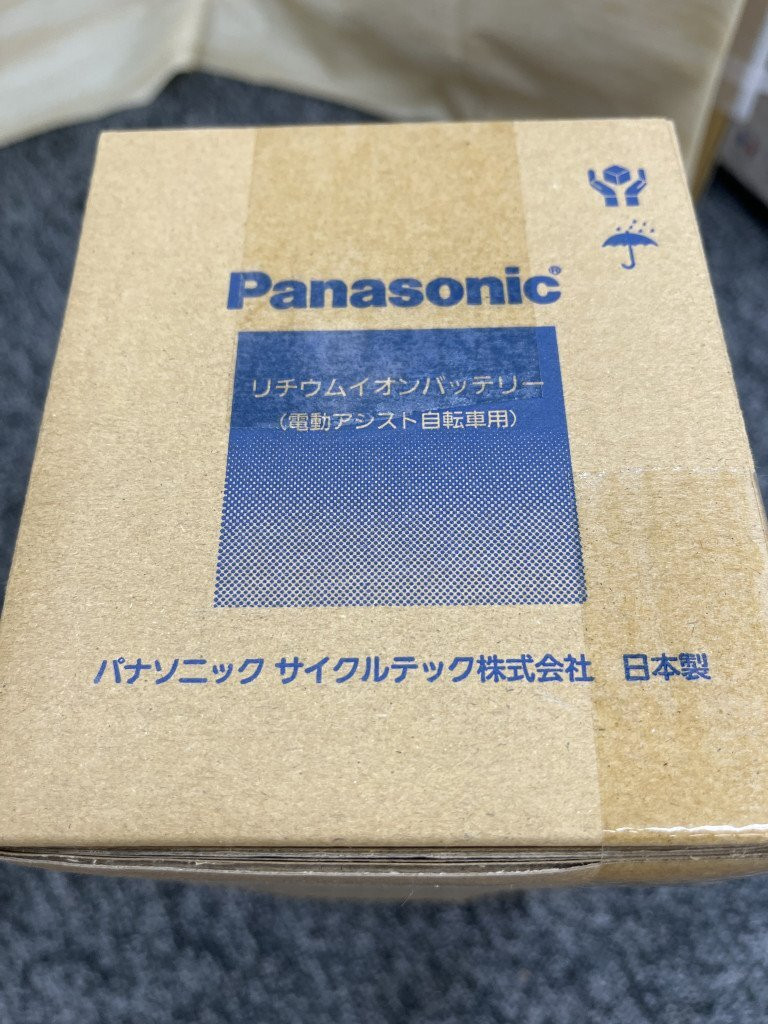 Panasonic®
リチウムイオンバッテリー
（電動アシスト自転車用）
パナソニック サイクルテック株式会社　日本製